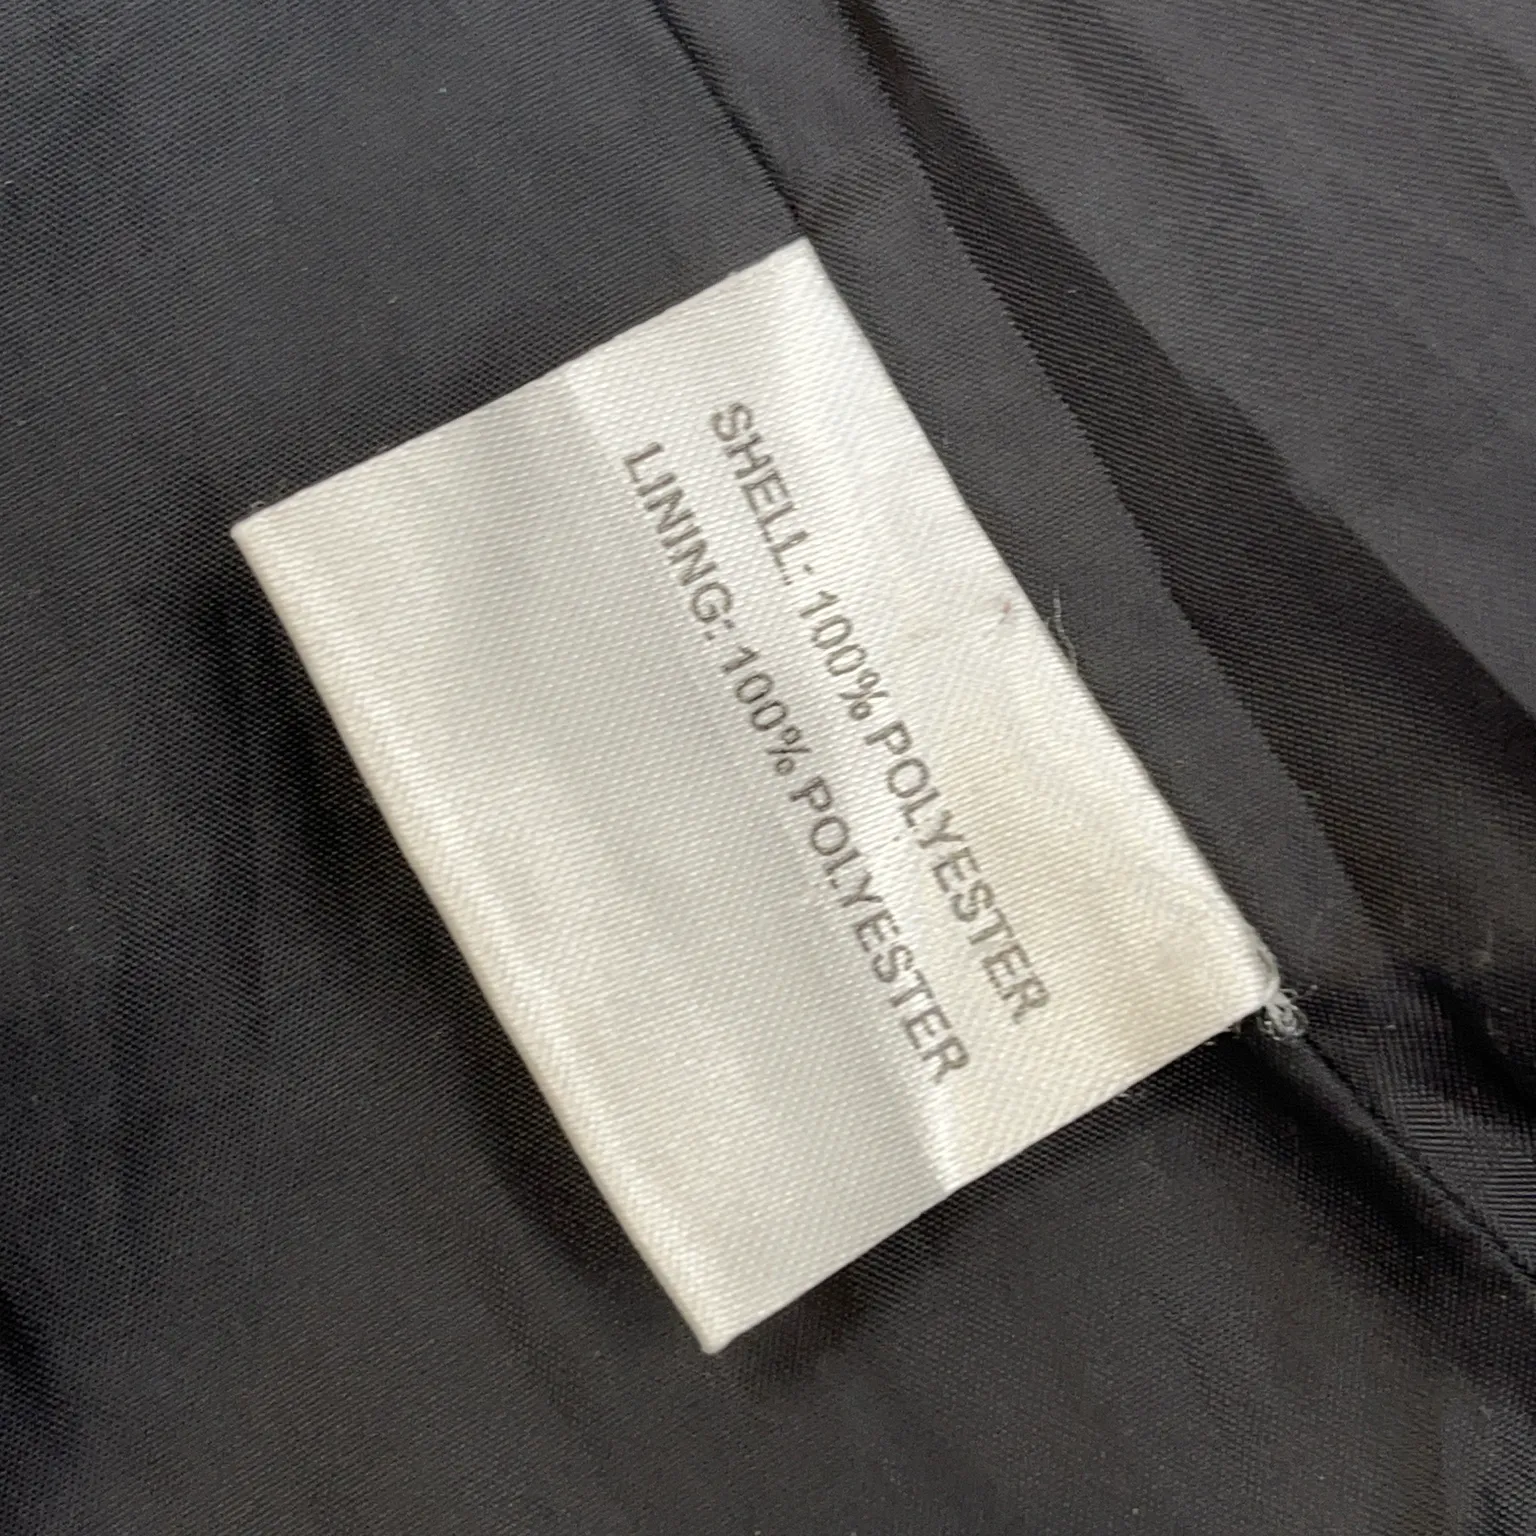 SHELL: 100% POLYESTER
LINING: 100% POLYESTER